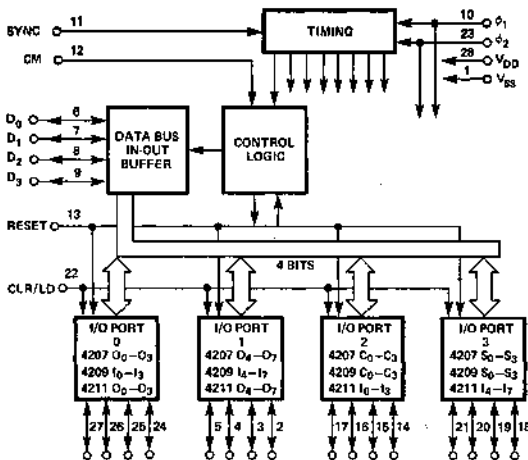 SYNC 11 TIMING 10 ϕ1
23 ϕ2
CM 12 28 VDD
1 VSS
D0 6
D1 7
D2 8
D3 9
DATA BUS
IN-OUT
BUFFER
CONTROL
LOGIC
RESET 13
4 BITS
CLR/LD 22
I/O PORT
0
4207 O0–O3
4209 I0–I3
4211 O0–O3
I/O PORT
1
4207 O4–O7
4209 I4–I7
4211 O4–O7
I/O PORT
2
4207 C0–C3
4209 C0–C3
4211 I0–I3
I/O PORT
3
4207 S0–S3
4209 S0–S3
4211 I4–I7
27 26 25 24
5 4 3 2
17 16 15 14
21 20 19 18